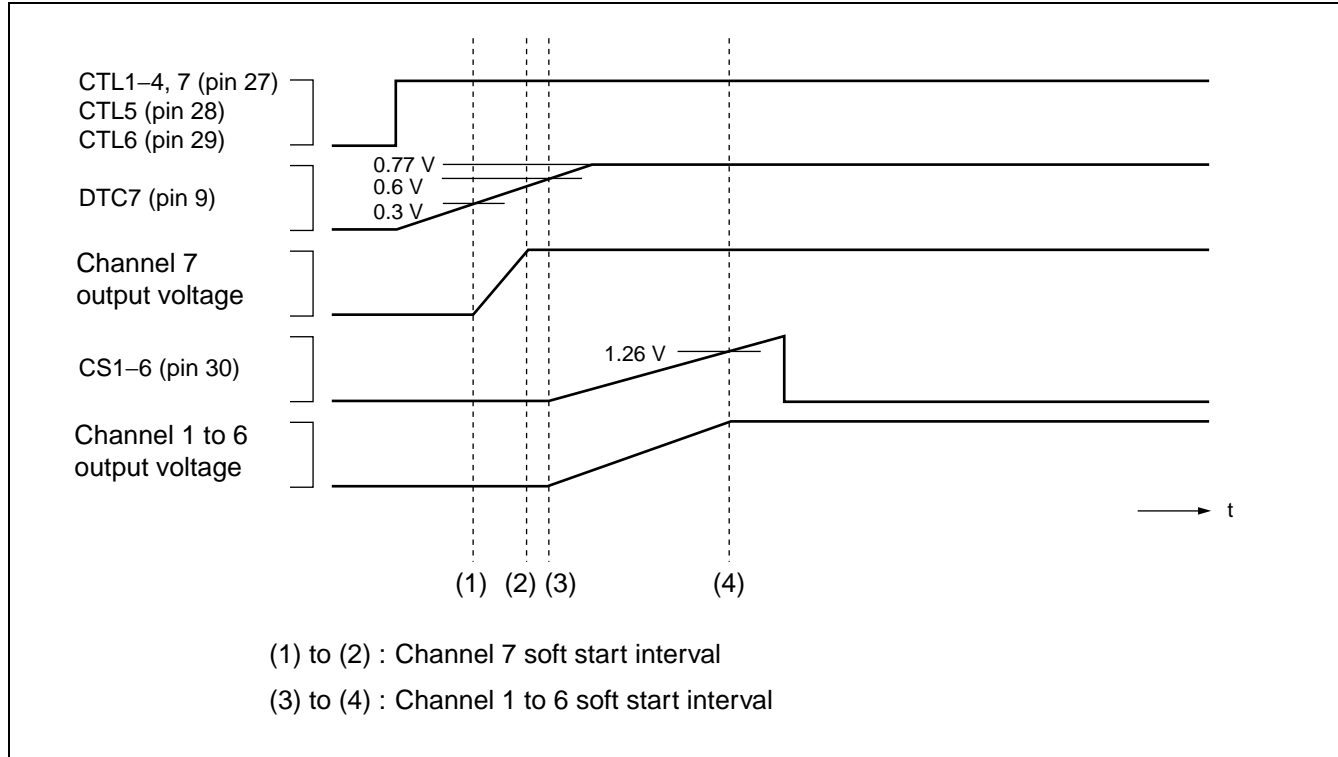 CTL1−4, 7 (pin 27)
CTL5 (pin 28)
CTL6 (pin 29)
0.77 V
0.6 V
DTC7 (pin 9)
0.3 V
Channel 7
output voltage
1.26 V
CS1−6 (pin 30)
Channel 1 to 6
output voltage
t
(1) (2) (3) (4)
(1) to (2) : Channel 7 soft start interval
(3) to (4) : Channel 1 to 6 soft start interval